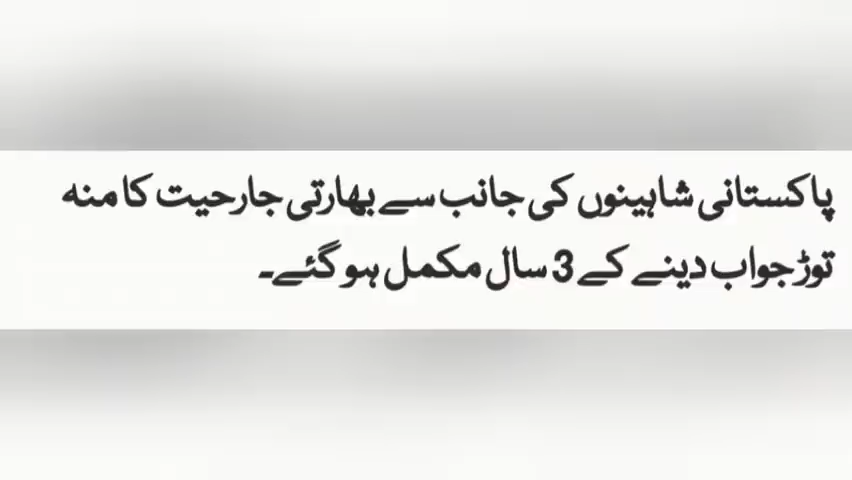 پاکستانی شاہینوں کی جانب سے بھارتی جارحیت کا منہ
توڑ جواب دینے کے 3 سال مکمل ہو گئے۔